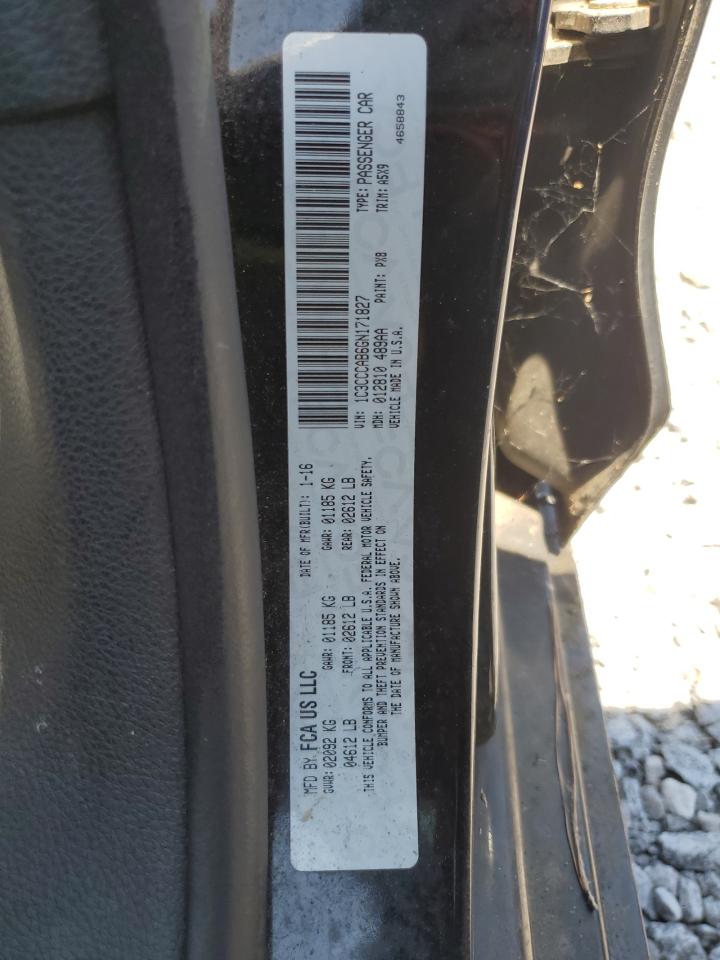 MFD BY: FCA US LLC
DATE OF MFR(BUILT): 1-16
GVWR: 02092 KG
GAWR: 01185 KG
GAWR: 01185 KG
04612 LB
FRONT: 02612 LB
REAR: 02612 LB
THIS VEHICLE CONFORMS TO ALL APPLICABLE U.S.A. FEDERAL MOTOR VEHICLE SAFETY,
BUMPER AND THEFT PREVENTION STANDARDS IN EFFECT ON
THE DATE OF MANUFACTURE SHOWN ABOVE.
VIN: 1C3CCCAB6GN171827
TYPE: PASSENGER CAR
MDH: 012810 489AA
PAINT: PX8
TRIM: A5X9
VEHICLE MADE IN U.S.A.
4658843